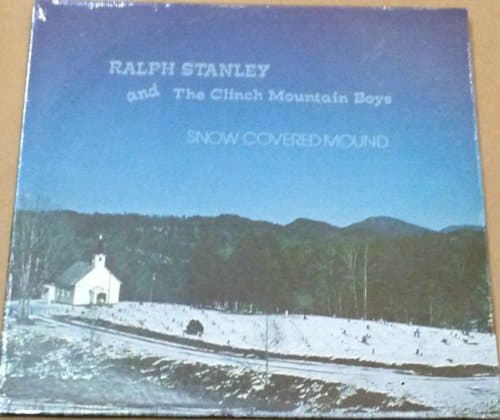 RALPH STANLEY
and The Clinch Mountain Boys
SNOW COVERED MOUND